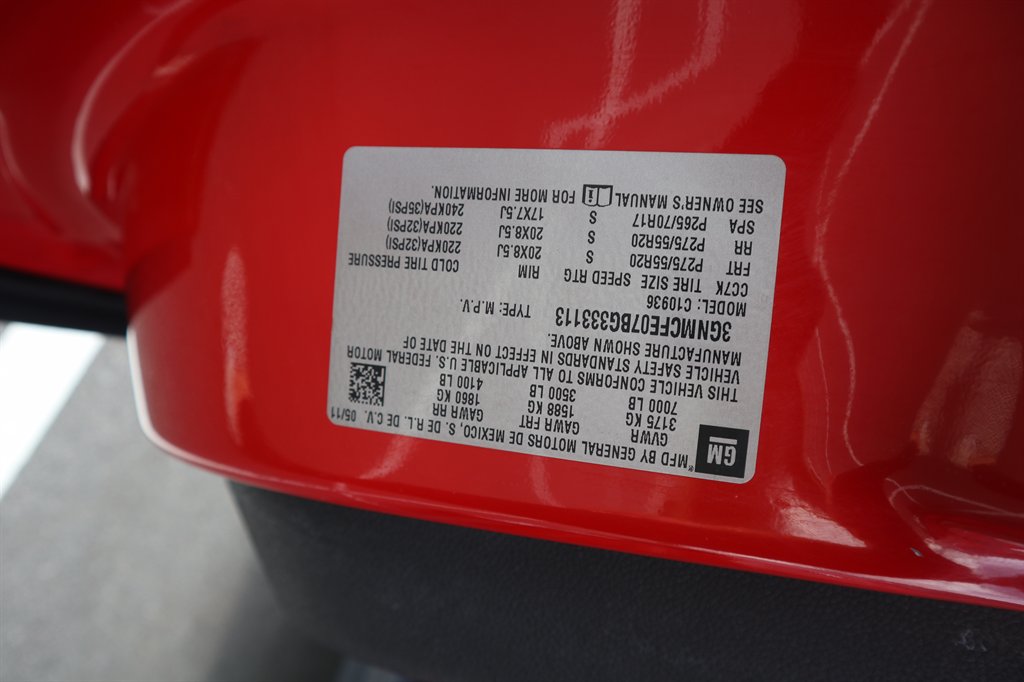 GM
MFD BY GENERAL MOTORS DE MEXICO, S. DE R.L. DE C.V. 05/11
GVWR GAWR FRT GAWR RR
3175 KG 1588 KG 1860 KG
7000 LB 3500 LB 4100 LB
THIS VEHICLE CONFORMS TO ALL APPLICABLE U.S. FEDERAL MOTOR
VEHICLE SAFETY STANDARDS IN EFFECT ON THE DATE OF
MANUFACTURE SHOWN ABOVE.
3GNMCFE07BG333113 TYPE: M.P.V.
MODEL: C10936
CC7K TIRE SIZE SPEED RTG RIM COLD TIRE PRESSURE
FRT P275/55R20 S 20X8.5J 220KPA(32PSI)
RR P275/55R20 S 20X8.5J 220KPA(32PSI)
SPA P265/70R17 S 17X7.5J 240KPA(35PSI)
SEE OWNER'S MANUAL FOR MORE INFORMATION.